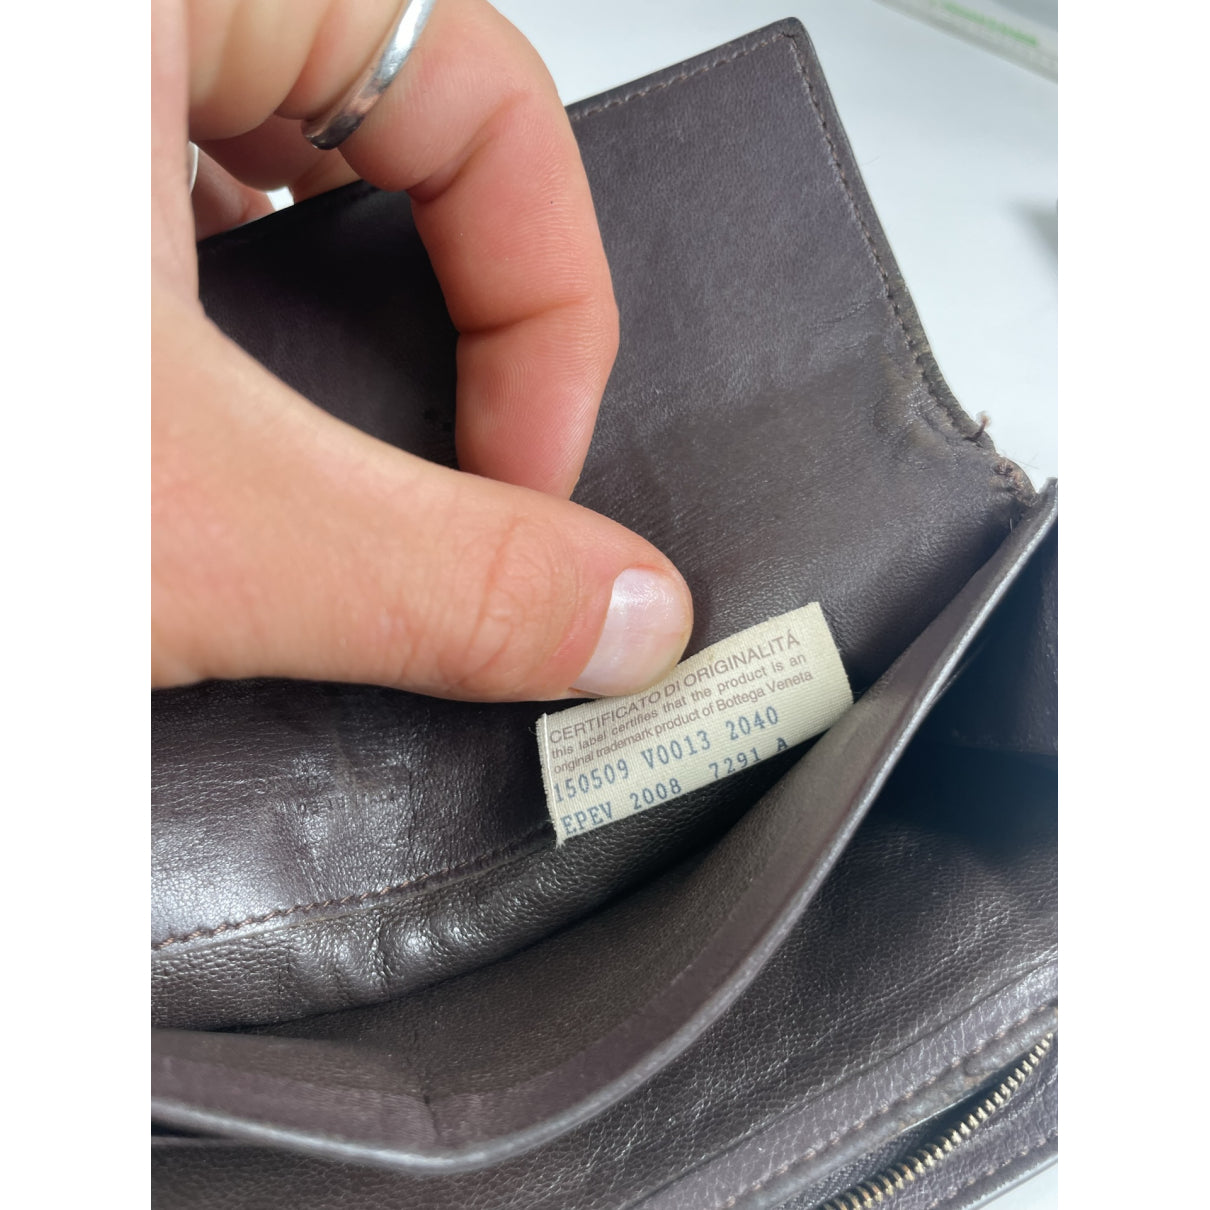 CERTIFICATO DI ORIGINALITÁ
this label certifies that the product is an
original trademark product of Bottega Veneta
150509 V0013 2040
EPEV 2008 7291 A